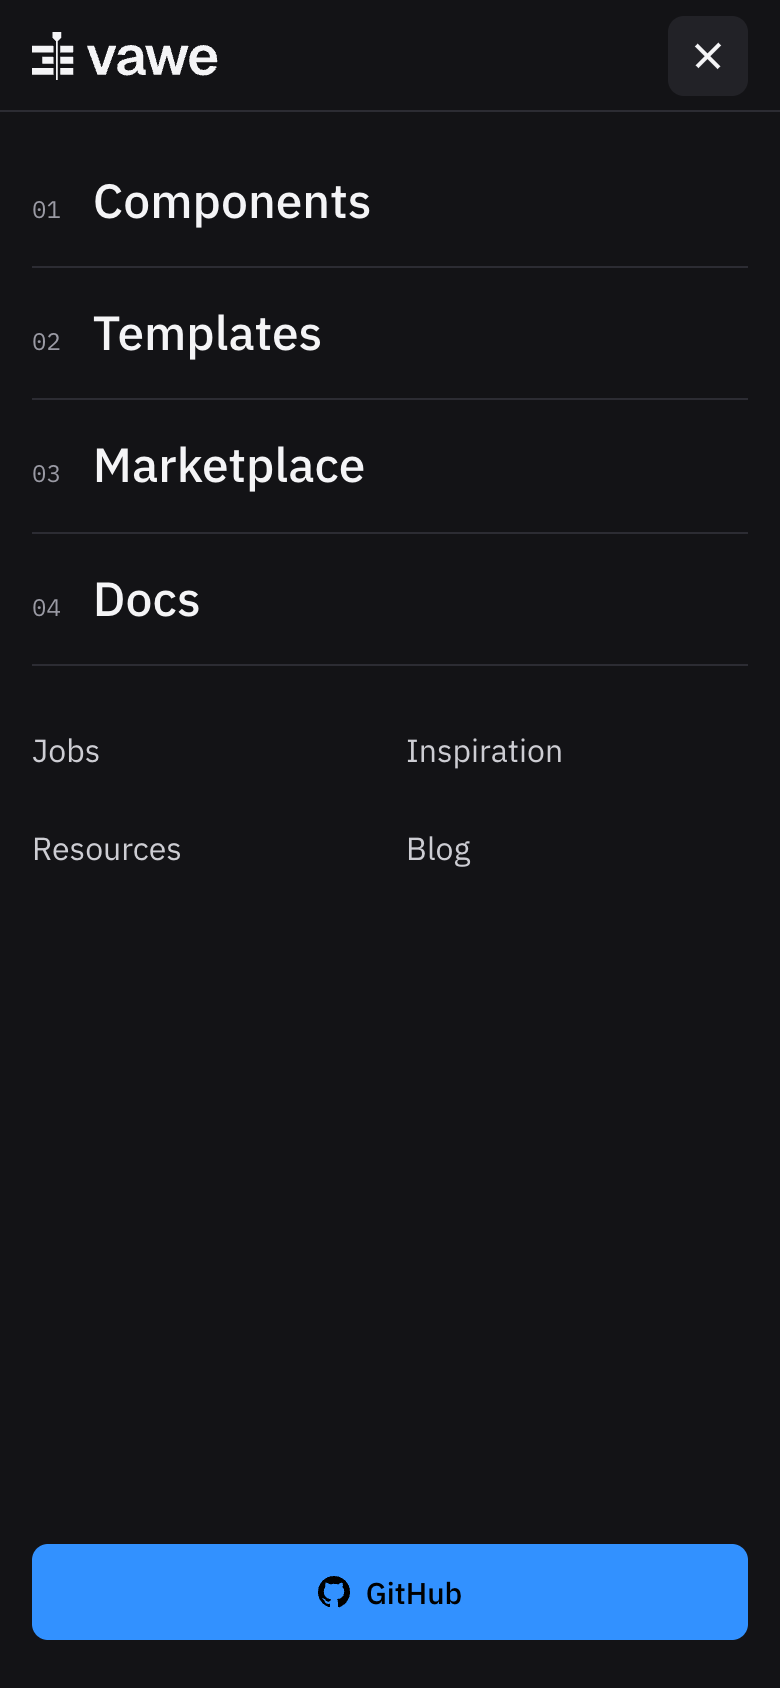 vawe
01 Components
02 Templates
03 Marketplace
04 Docs
Jobs Inspiration
Resources Blog
GitHub